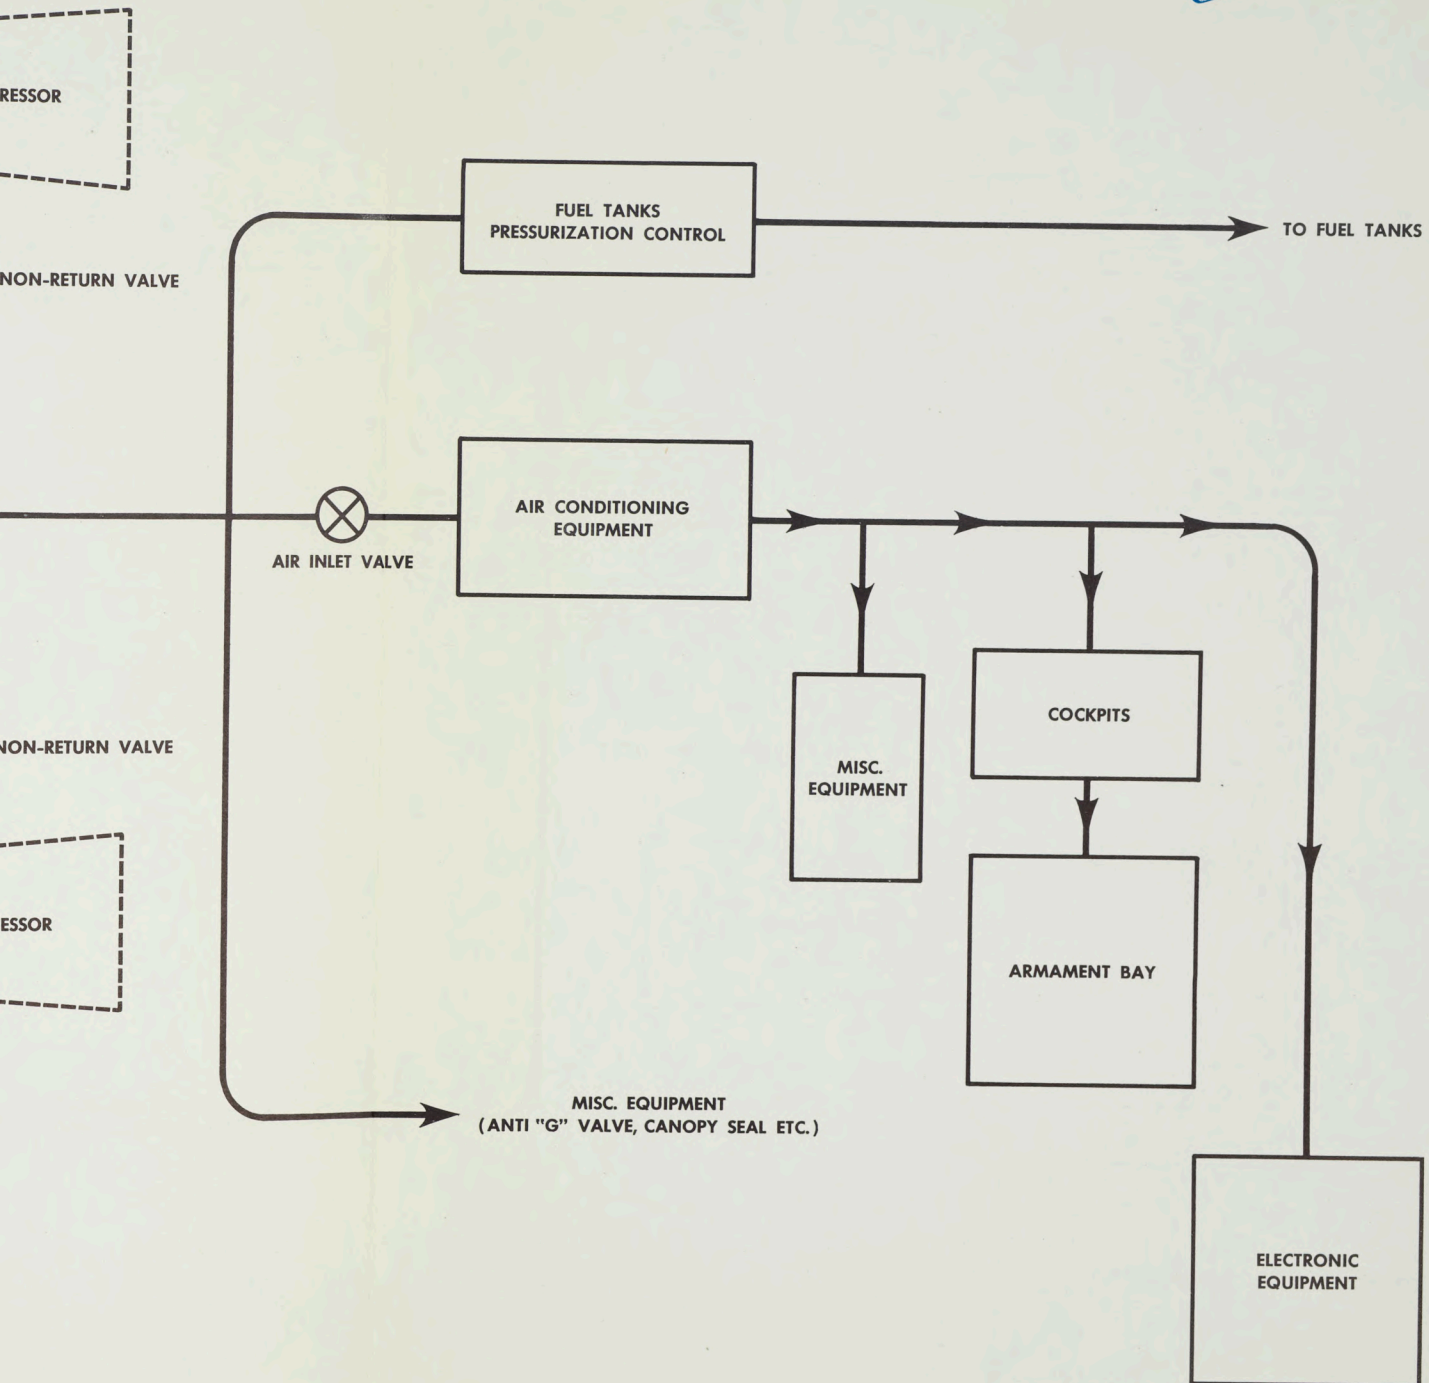 RESSOR
FUEL TANKS
PRESSURIZATION CONTROL
TO FUEL TANKS
NON-RETURN VALVE
AIR CONDITIONING
EQUIPMENT
AIR INLET VALVE
COCKPITS
NON-RETURN VALVE
MISC.
EQUIPMENT
ESSOR
ARMAMENT BAY
MISC. EQUIPMENT
(ANTI "G" VALVE, CANOPY SEAL ETC.)
ELECTRONIC
EQUIPMENT